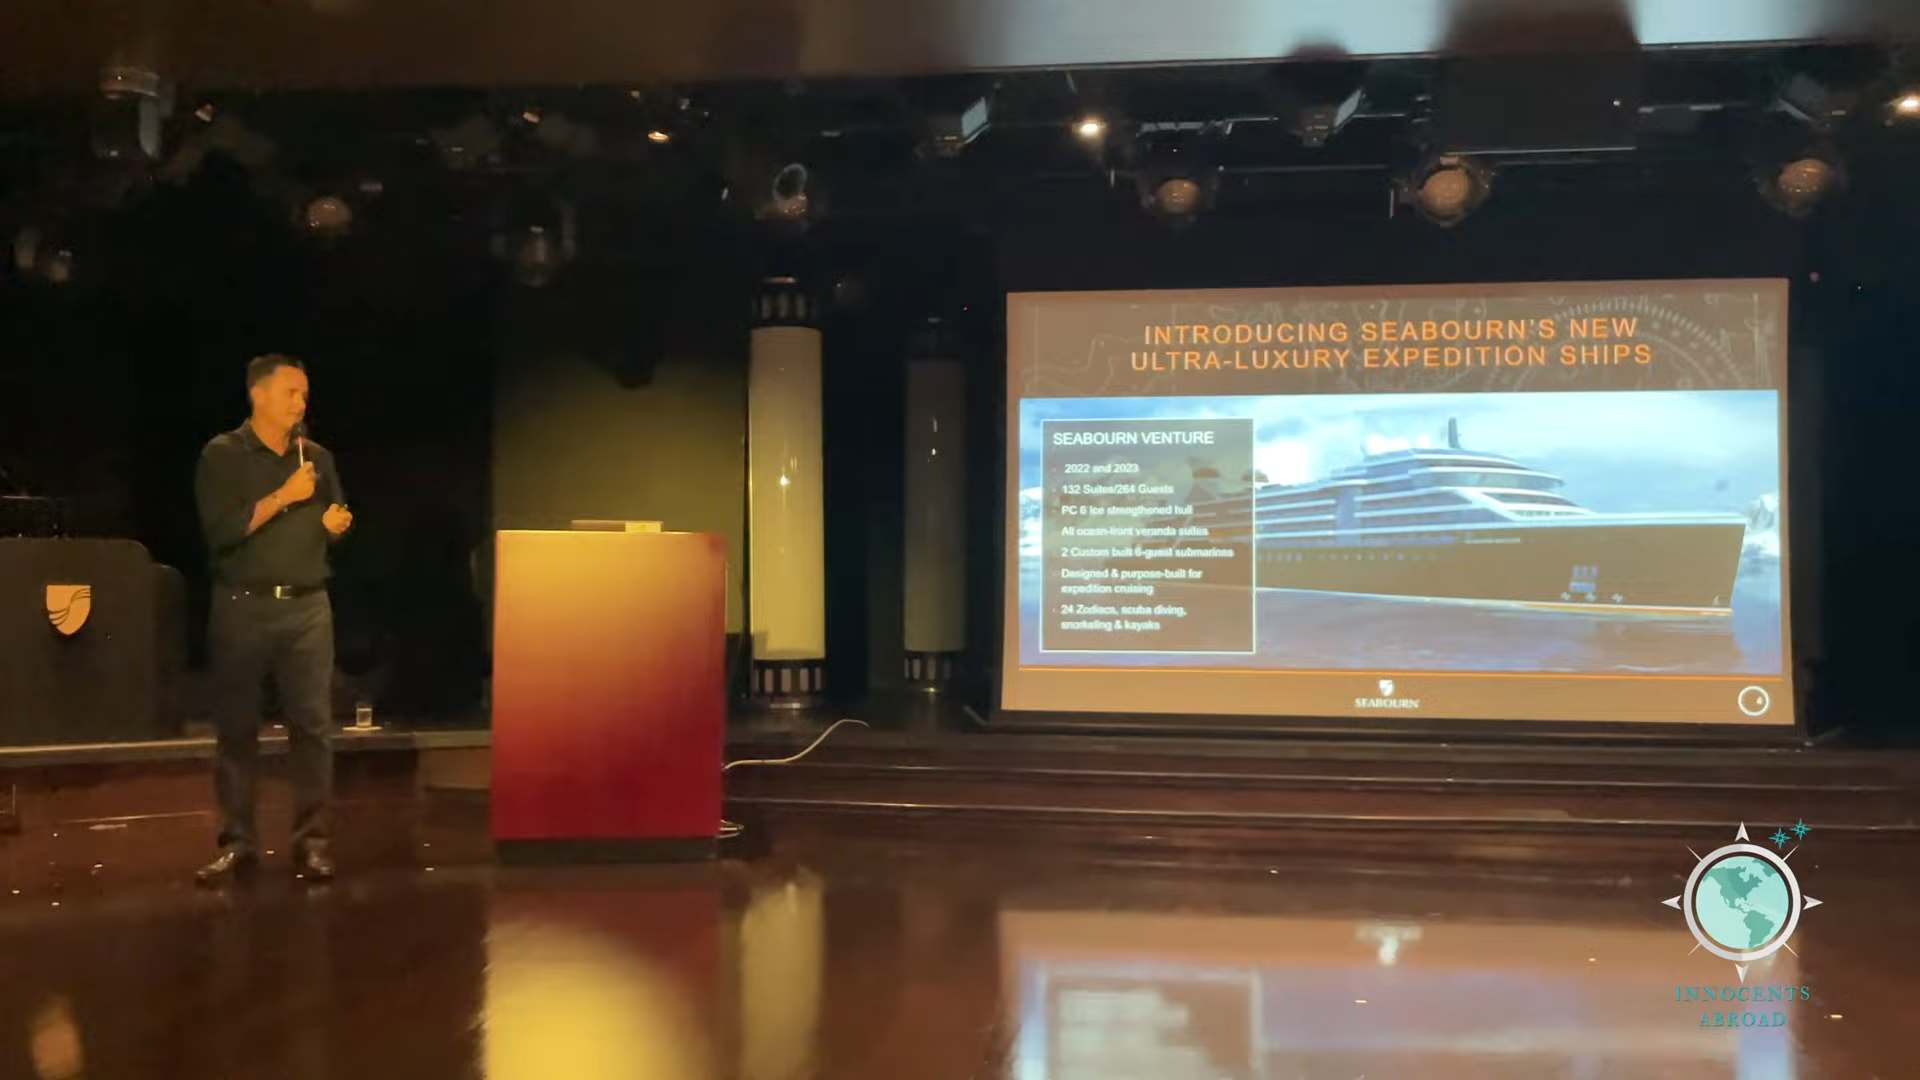 INTRODUCING SEABOURN'S NEW
ULTRA-LUXURY EXPEDITION SHIPS
SEABOURN VENTURE
2022 and 2023
132 Suites/264 Guests
PC 6 Ice strengthened hull
All ocean-front veranda suites
2 Custom built 6-guest submarines
Designed & purpose-built for
expedition cruising
24 Zodiacs, scuba diving,
snorkeling & kayaks
SEABOURN
INNOCENTS
ABROAD